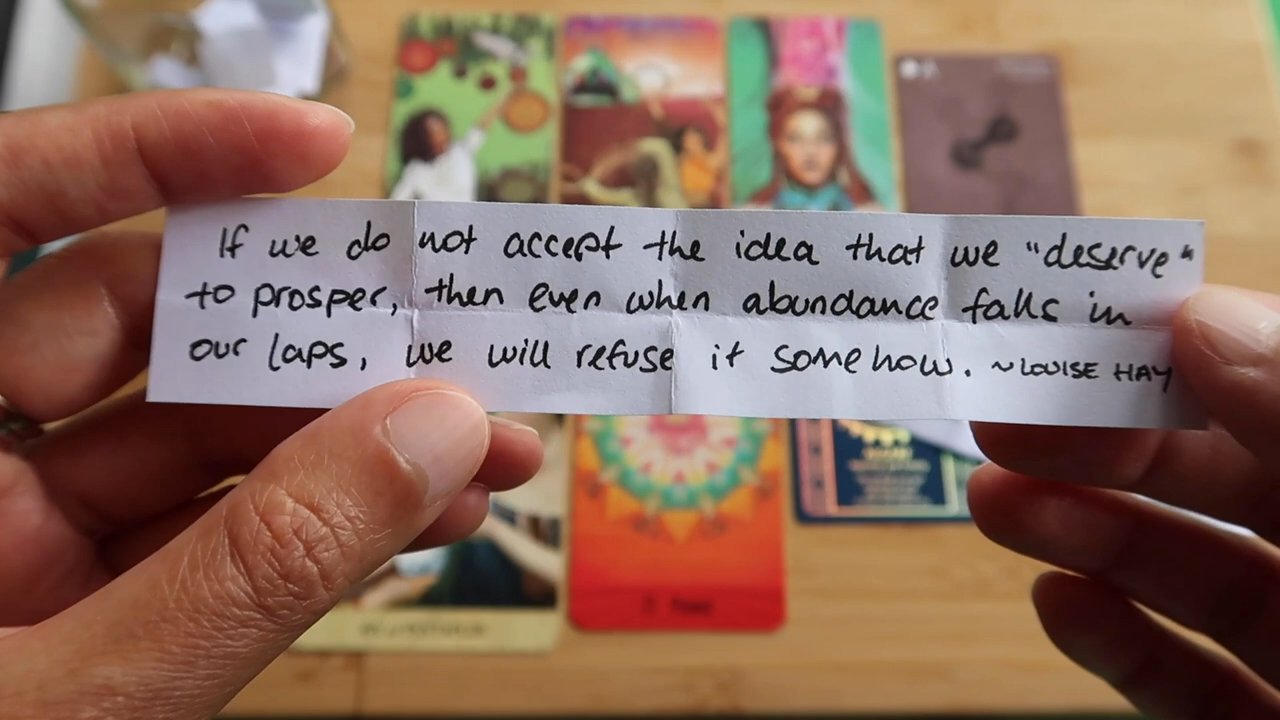 If we do not accept the idea that we "deserve"
to prosper, then even when abundance falls in
our laps, we will refuse it somehow. ~LOUISE HAY